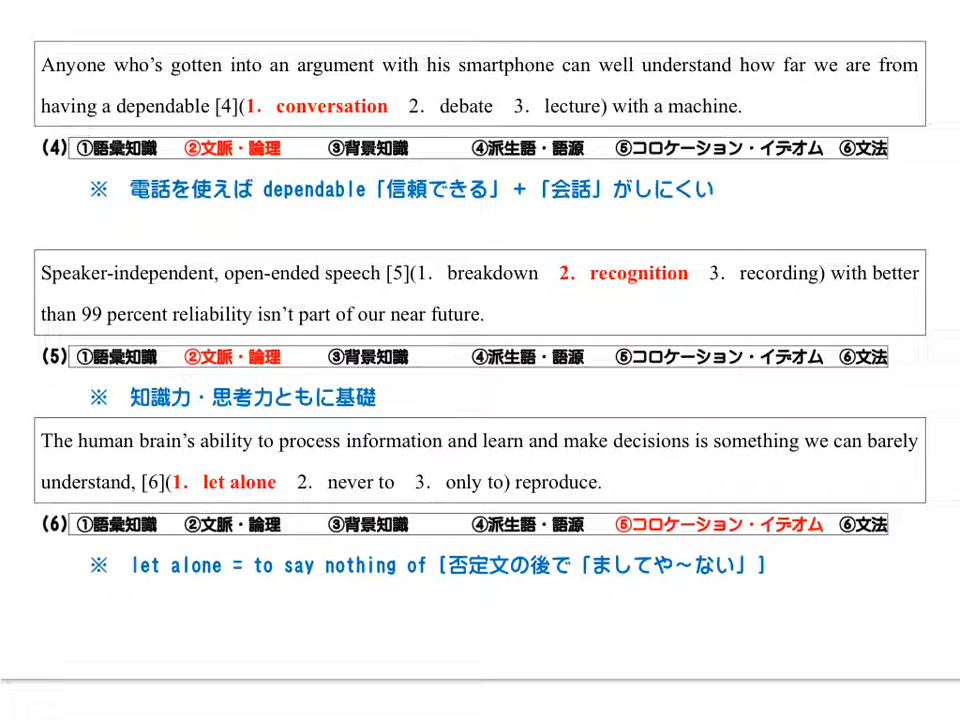 Anyone who’s gotten into an argument with his smartphone can well understand how far we are from
having a dependable [4](1. conversation 2. debate 3. lecture) with a machine.
(4) ①語彙知識 ②文脈・論理 ③背景知識 ④派生語・語源 ⑤コロケーション・イデオム ⑥文法
※ 電話を使えば dependable「信頼できる」+「会話」がしにくい
Speaker-independent, open-ended speech [5](1. breakdown 2. recognition 3. recording) with better
than 99 percent reliability isn’t part of our near future.
(5) ①語彙知識 ②文脈・論理 ③背景知識 ④派生語・語源 ⑤コロケーション・イデオム ⑥文法
※ 知識力・思考力ともに基礎
The human brain’s ability to process information and learn and make decisions is something we can barely
understand, [6](1. let alone 2. never to 3. only to) reproduce.
(6) ①語彙知識 ②文脈・論理 ③背景知識 ④派生語・語源 ⑤コロケーション・イデオム ⑥文法
※ let alone = to say nothing of [否定文の後で「ましてや～ない」]